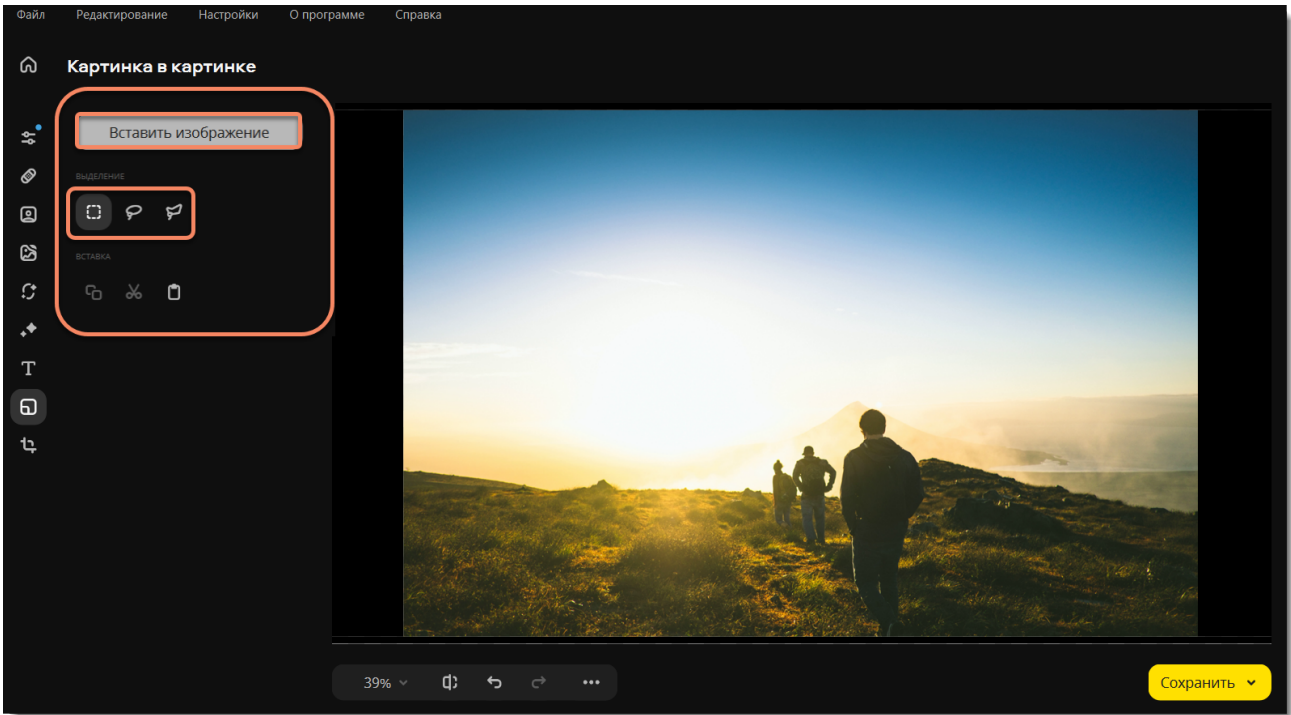 Файл Редактирование Настройки О программе Справка
Картинка в картинке
Вставить изображение
ВЫДЕЛЕНИЕ
ВСТАВКА
T
39%
Сохранить